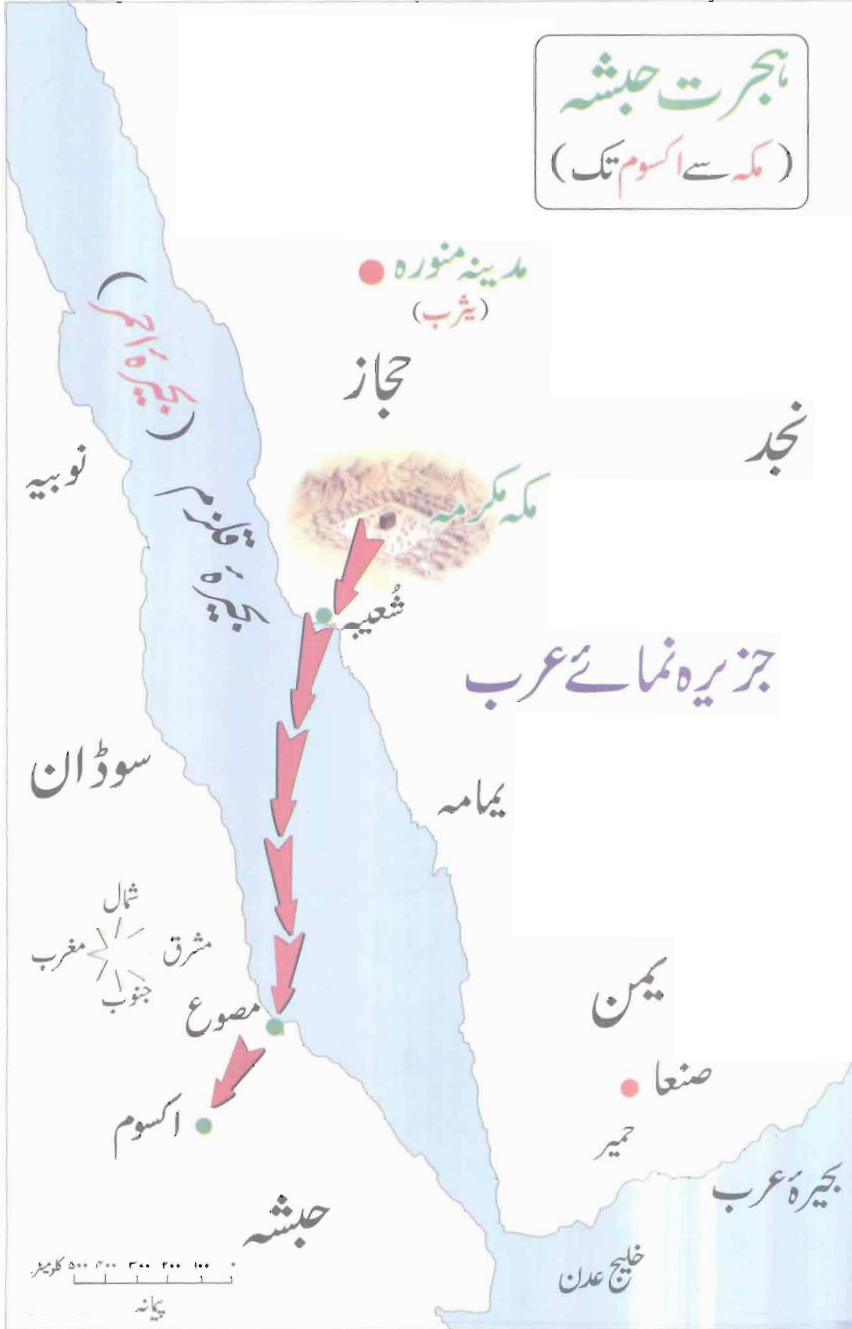 ہجرت حبشہ
(مکہ سے اکسوم تک)
مدینہ منورہ
(یثرب)
حجاز
نجد
(بحیرۂ احمر)
نوبیہ
مکہ مکرمہ
بحیرۂ قلزم
شُعیبہ
جزیرہ نمائے عرب
سوڈان
یمامہ
شمال
مغرب
مشرق
جنوب
یمن
مصوع
صنعا
اکسوم
حمیر
بحیرۂ عرب
حبشہ
خلیج عدن
۰ ۱۰۰ ۲۰۰ ۳۰۰ ۴۰۰ ۵۰۰ کلومیٹر
پیمانہ